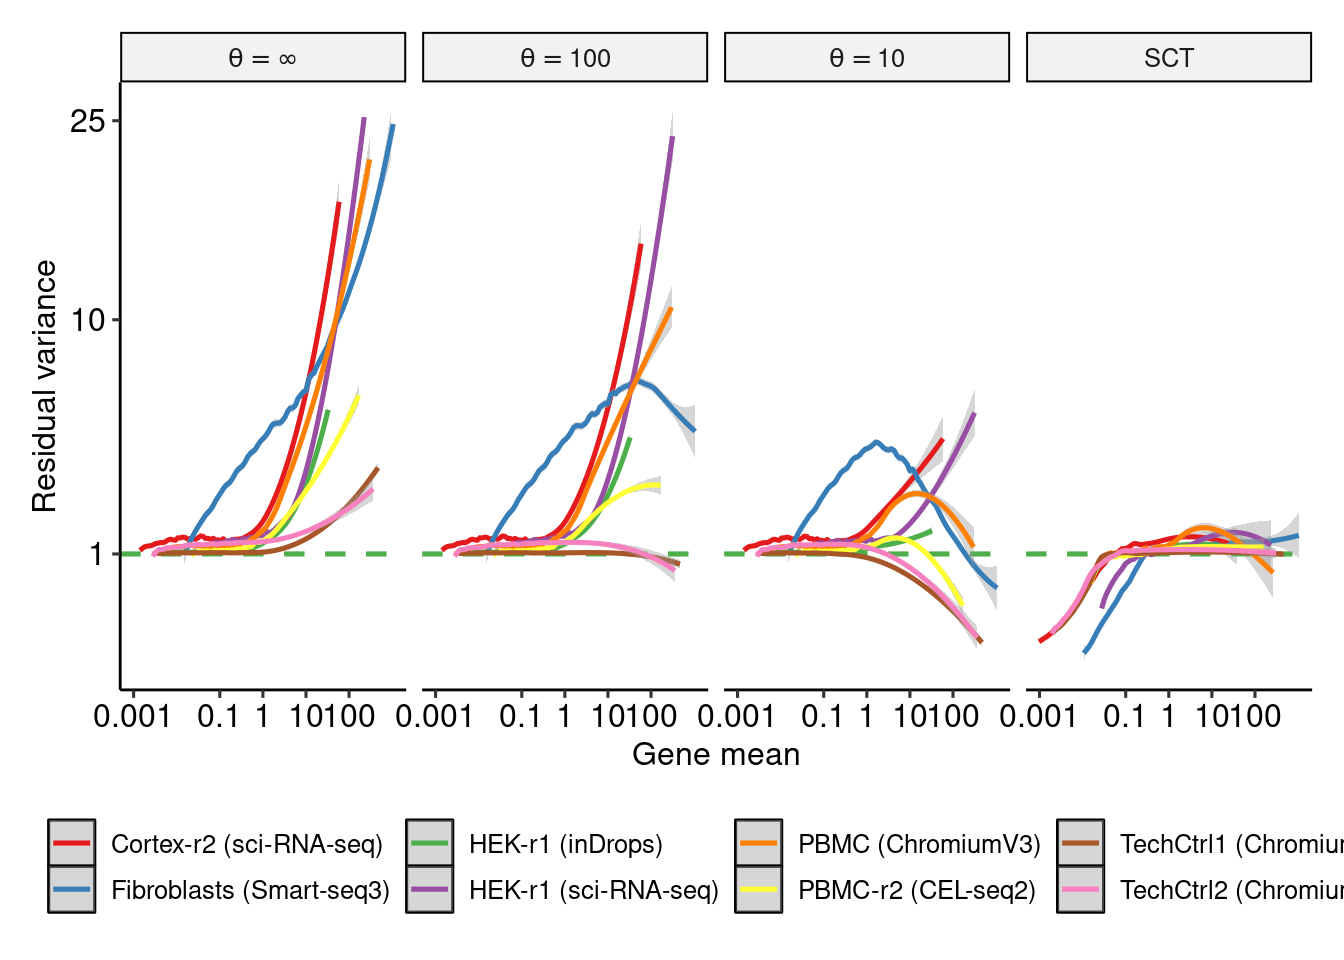 θ = ∞ θ = 100 θ = 10 SCT
25
10
1
Residual variance
0.001 0.1 1 10100 0.001 0.1 1 10100 0.001 0.1 1 10100 0.001 0.1 1 10100
Gene mean
Cortex-r2 (sci-RNA-seq) HEK-r1 (inDrops) PBMC (ChromiumV3) TechCtrl1 (Chromiur
Fibroblasts (Smart-seq3) HEK-r1 (sci-RNA-seq) PBMC-r2 (CEL-seq2) TechCtrl2 (Chromiur